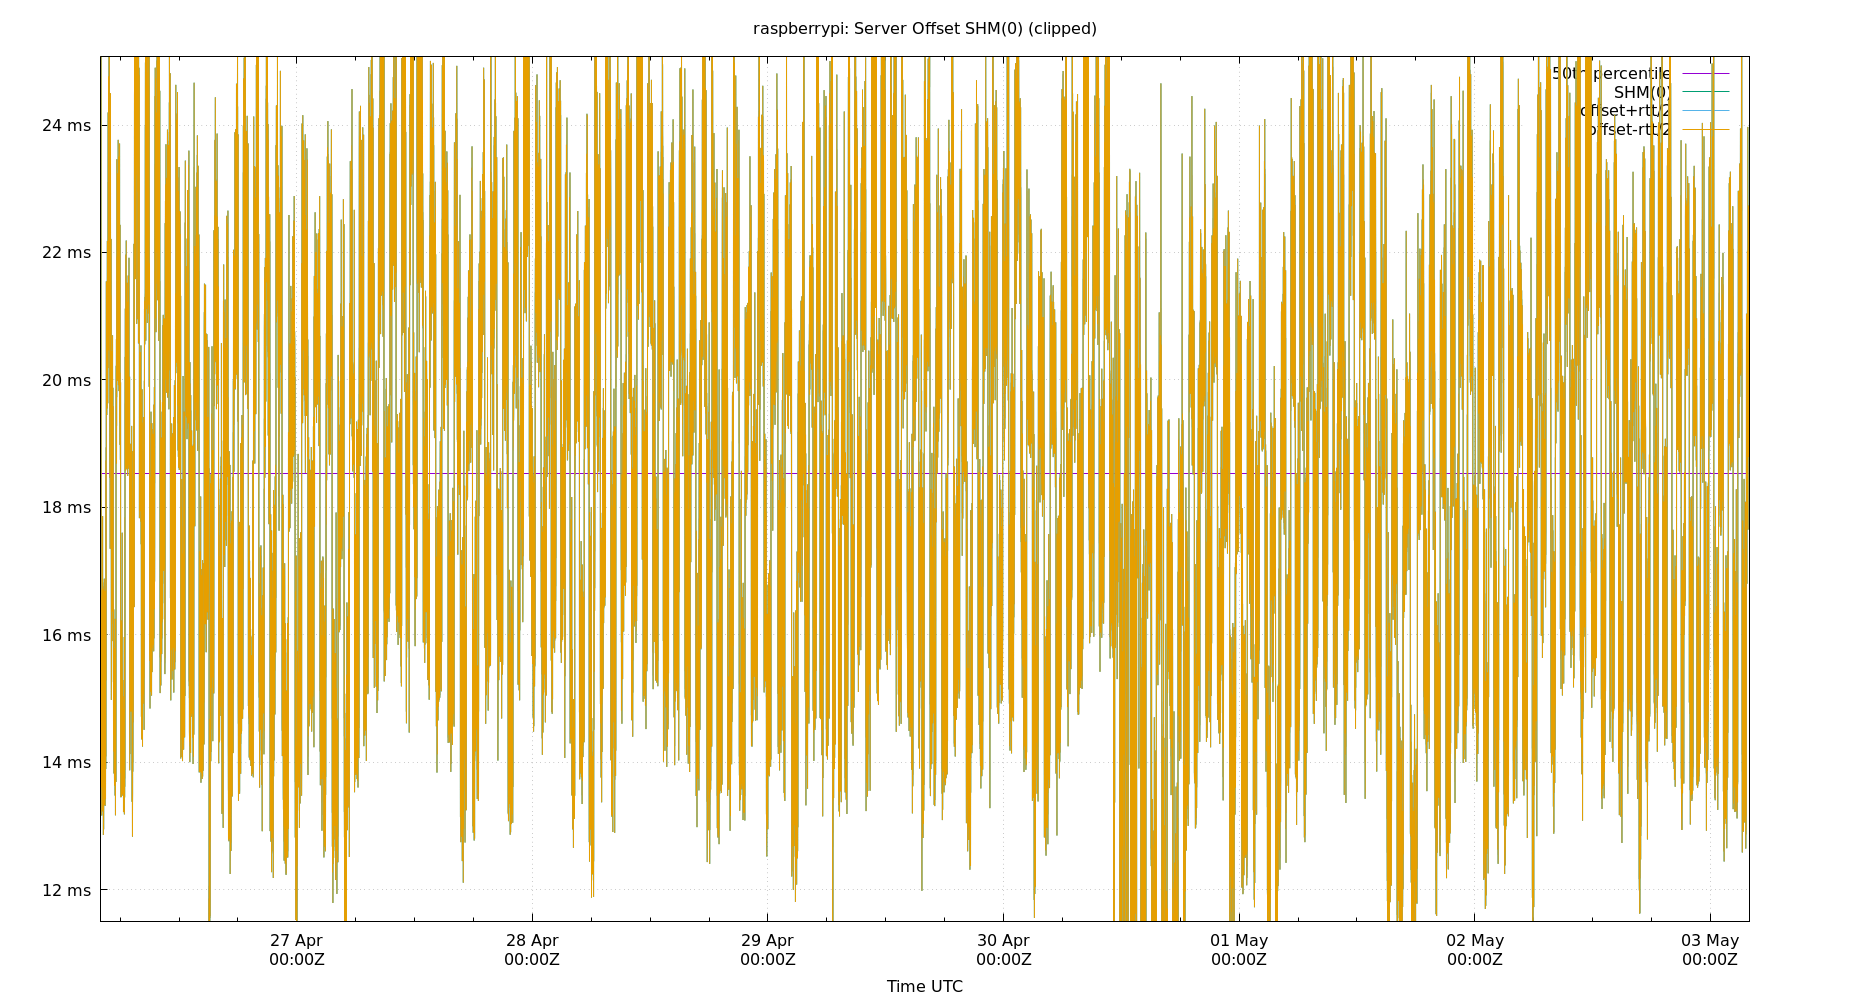 raspberrypi: Server Offset SHM(0) (clipped)
50th percentile
SHM(0)
offset+rtt/2
offset-rtt/2
24 ms
22 ms
20 ms
18 ms
16 ms
14 ms
12 ms
27 Apr 28 Apr 29 Apr 30 Apr 01 May 02 May 03 May
00:00Z 00:00Z 00:00Z 00:00Z 00:00Z 00:00Z 00:00Z
Time UTC